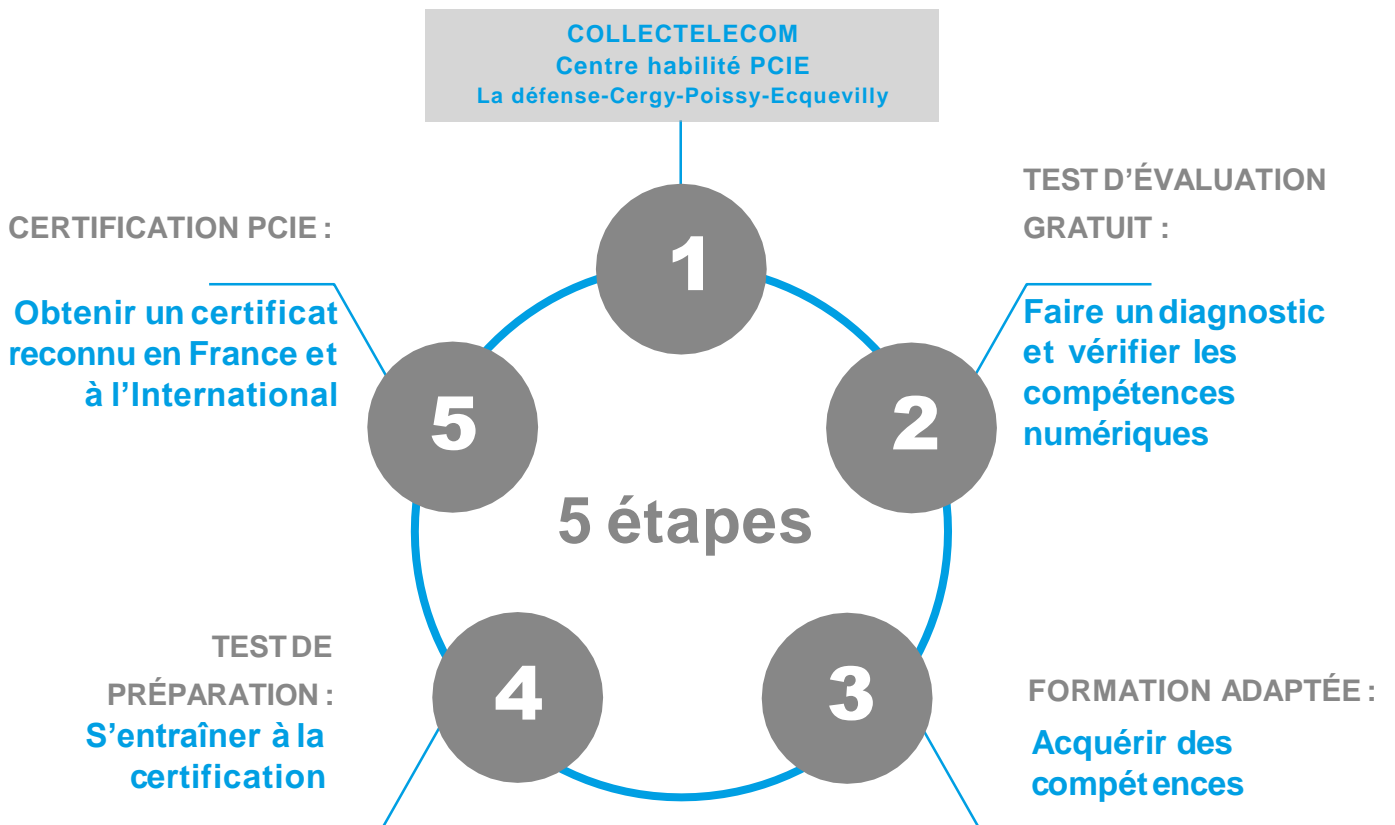 COLLECTELECOM
Centre habilité PCIE
La défense-Cergy-Poissy-Ecquevilly
1
TEST D’ÉVALUATION
GRATUIT :
Faire un diagnostic
et vérifier les
compétences
numériques
2
FORMATION ADAPTÉE :
Acquérir des
compétences
3
TEST DE
PRÉPARATION :
S’entraîner à la
certification
4
CERTIFICATION PCIE :
Obtenir un certificat
reconnu en France et
à l’International
5
5 étapes